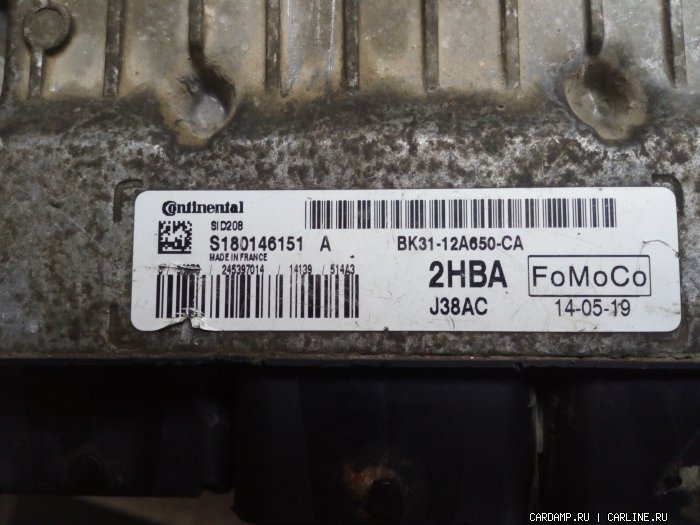 Continental
SID208
S180146151 A
BK31-12A650-CA
MADE IN FRANCE
245397014 / 14139 / 514A3
2HBA
FoMoCo
J38AC
14-05-19
CARDAMP.RU | CARLINE.RU